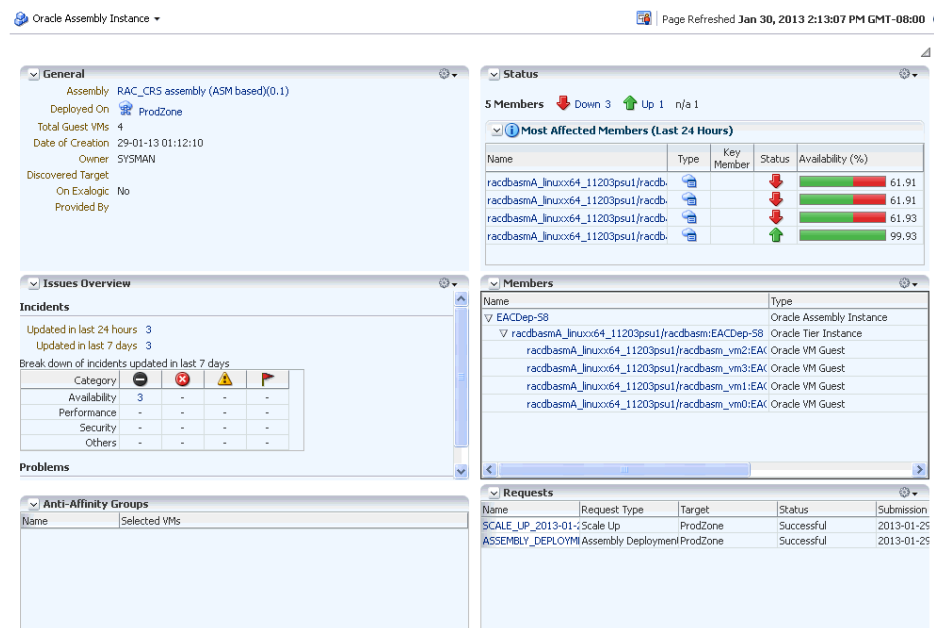 Oracle Assembly Instance
Page Refreshed Jan 30, 2013 2:13:07 PM GMT-08:00
General
Assembly RAC_CRS assembly (ASM based)(0.1)
Deployed On ProdZone
Total Guest VMs 4
Date of Creation 29-01-13 01:12:10
Owner SYSMAN
Discovered Target
On Exalogic No
Provided By
Status
5 Members Down 3 Up 1 n/a 1
Most Affected Members (Last 24 Hours)
Name Type Key Member Status Availability (%)
racdbasmA_linuxx64_11203psu1/racdb 61.91
racdbasmA_linuxx64_11203psu1/racdb 61.91
racdbasmA_linuxx64_11203psu1/racdb 61.93
racdbasmA_linuxx64_11203psu1/racdb 99.93
Issues Overview
Incidents
Updated in last 24 hours 3
Updated in last 7 days 3
Break down of incidents updated in last 7 days
Category
Availability 3 - - -
Performance - - - -
Security - - - -
Others - - - -
Problems
Members
Name Type
EACDep-S8 Oracle Assembly Instance
racdbasmA_linuxx64_11203psu1/racdbasm:EACDep-S8 Oracle Tier Instance
racdbasmA_linuxx64_11203psu1/racdbasm_vm2:EAC Oracle VM Guest
racdbasmA_linuxx64_11203psu1/racdbasm_vm3:EAC Oracle VM Guest
racdbasmA_linuxx64_11203psu1/racdbasm_vm1:EAC Oracle VM Guest
racdbasmA_linuxx64_11203psu1/racdbasm_vm0:EAC Oracle VM Guest
Anti-Affinity Groups
Name Selected VMs
Requests
Name Request Type Target Status Submission
SCALE_UP_2013-01-2 Scale Up ProdZone Successful 2013-01-29
ASSEMBLY_DEPLOYM Assembly Deployment ProdZone Successful 2013-01-29